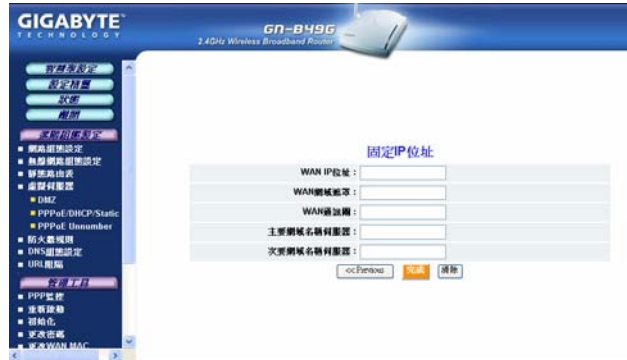 GIGABYTE
TECHNOLOGY
GN-B49G
2.4GHz Wireless Broadband Router
智慧型設定
設定精靈
狀態
離開
進階組態設定
網路組態設定
無線網路組態設定
靜態路由表
虛擬伺服器
DMZ
PPPoE/DHCP/Static
PPPoE Unnumber
防火牆規則
DNS組態設定
URL阻隔
管理工具
PPP監控
重新啟動
初始化
更改密碼
更改WAN MAC
固定IP位址
WAN IP位址：
WAN網域遮罩：
WAN通訊閘：
主要網域名稱伺服器：
次要網域名稱伺服器：
<<Previous 完成 清除